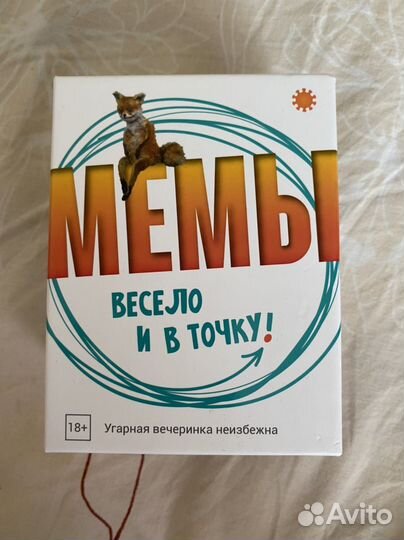 МЕМЫ
ВЕСЕЛО
И В ТОЧКУ!
18+ Угарная вечеринка неизбежна
Avito